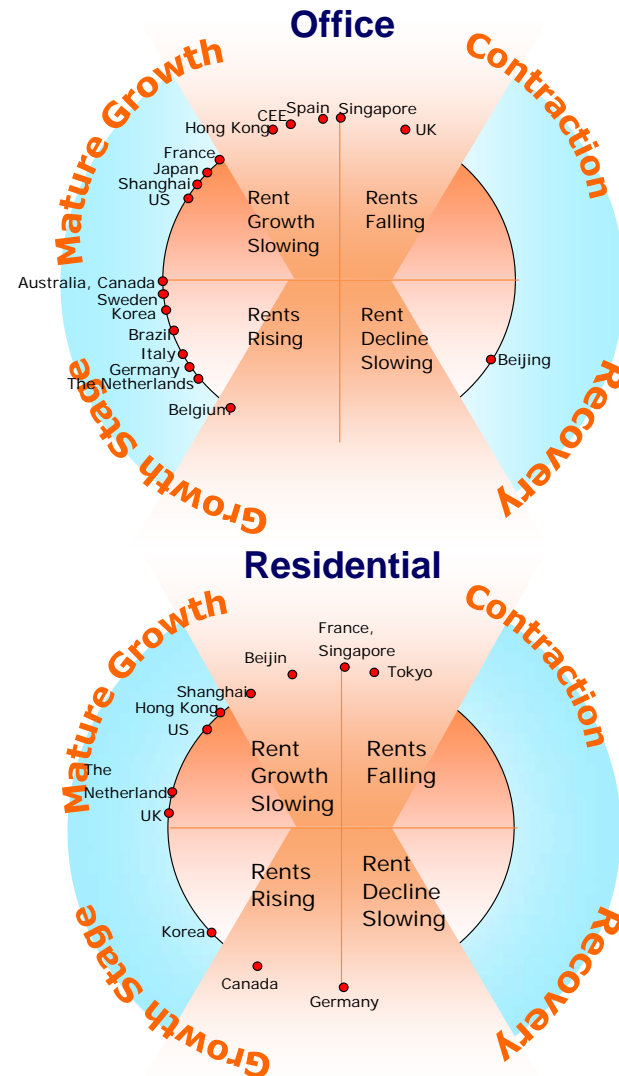 Office
Mature Growth
Contraction
Spain
Singapore
CEE
Hong Kong
UK
France
Japan
Shanghai
US
Rent
Growth
Slowing
Rents
Falling
Australia, Canada
Sweden
Korea
Brazil
Italy
Germany
The Netherlands
Belgium
Rents
Rising
Rent
Decline
Slowing
Beijing
Growth Stage
Recovery
Residential
Mature Growth
Contraction
France,
Singapore
Beijin
Tokyo
Shanghai
Hong Kong
US
The
Netherland
UK
Rent
Growth
Slowing
Rents
Falling
Rents
Rising
Rent
Decline
Slowing
Korea
Canada
Germany
Growth Stage
Recovery